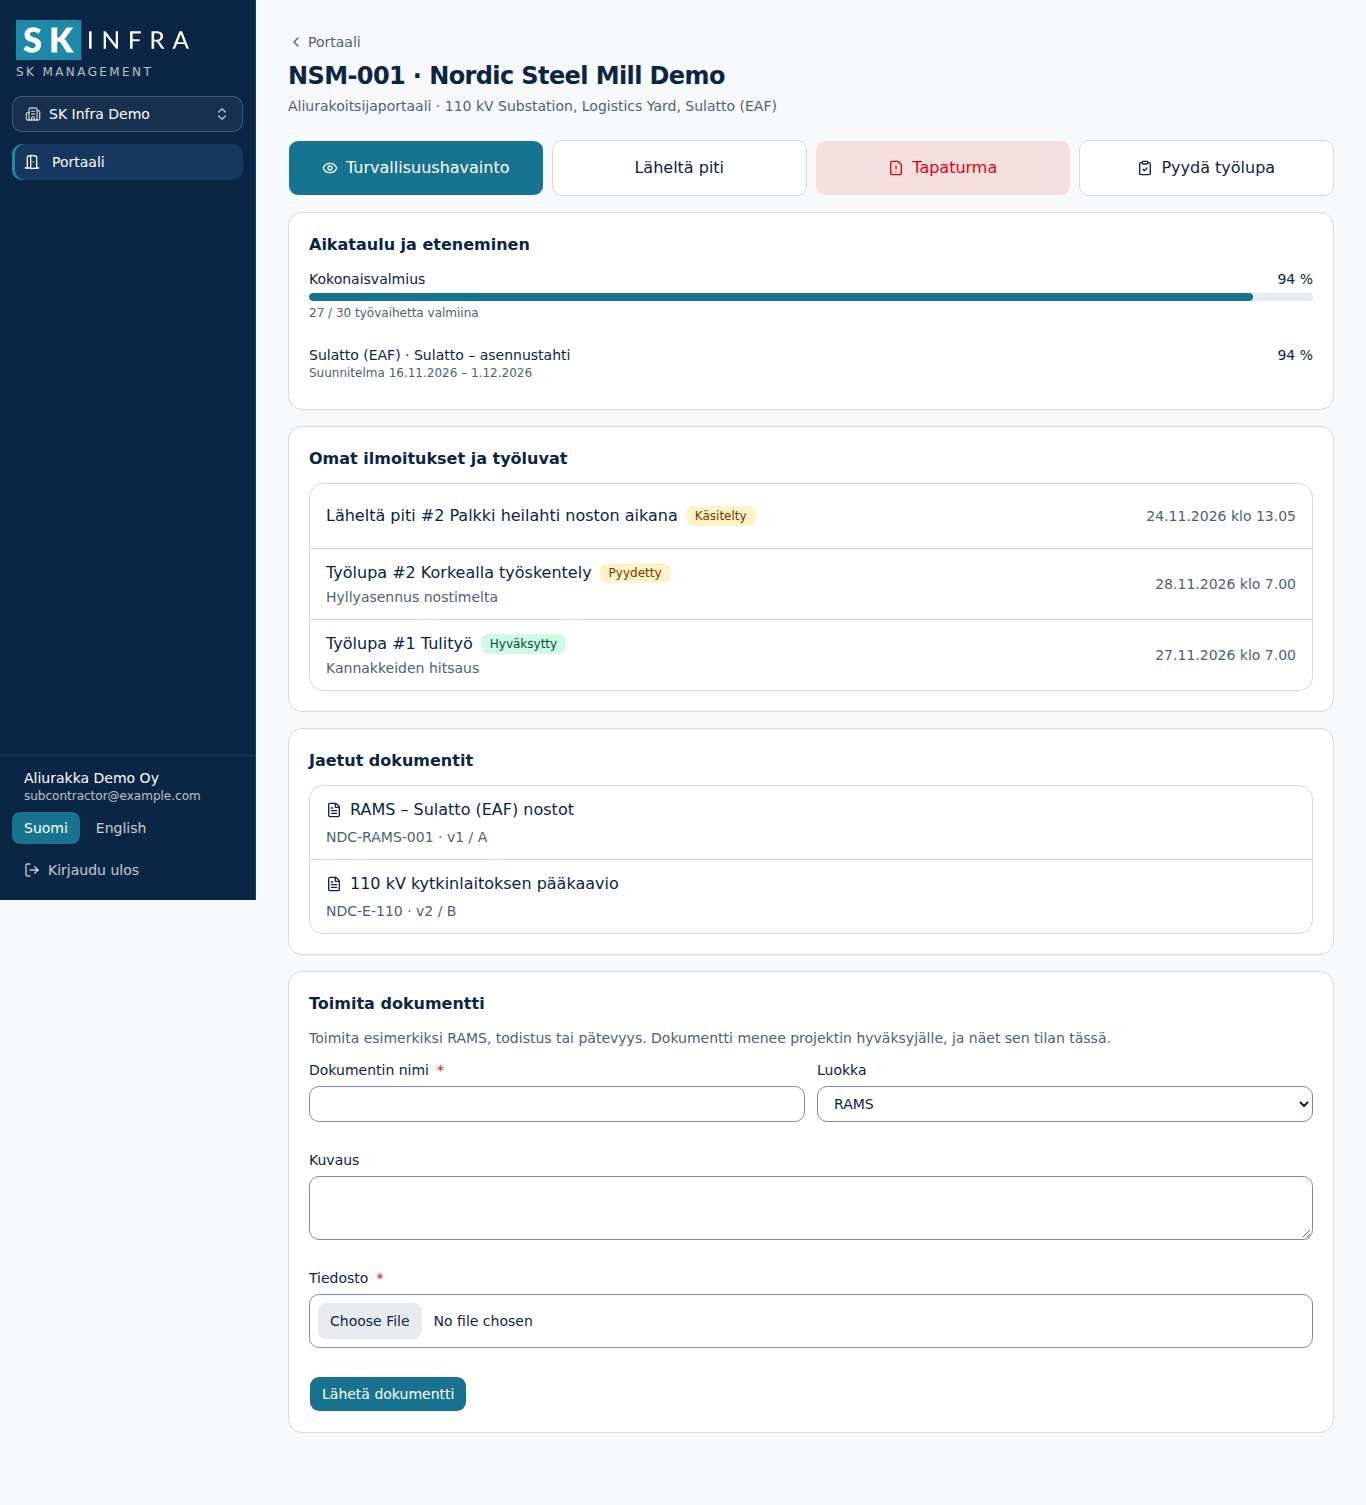 SK INFRA
SK MANAGEMENT
SK Infra Demo
Portaali
Aliurakka Demo Oy
subcontractor@example.com
Suomi English
Kirjaudu ulos
Portaali
NSM-001 · Nordic Steel Mill Demo
Aliurakoitsijaportaali · 110 kV Substation, Logistics Yard, Sulatto (EAF)
Turvallisuushavainto Läheltä piti Tapaturma Pyydä työlupa
Aikataulu ja eteneminen
Kokonaisvalmius 94 %
27 / 30 työvaihetta valmiina
Sulatto (EAF) · Sulatto – asennustahti 94 %
Suunnitelma 16.11.2026 – 1.12.2026
Omat ilmoitukset ja työluvat
Läheltä piti #2 Palkki heilahti noston aikana Käsitelty 24.11.2026 klo 13.05
Työlupa #2 Korkealla työskentely Pyydetty 28.11.2026 klo 7.00
Hyllyasennus nostimelta
Työlupa #1 Tulityö Hyväksytty 27.11.2026 klo 7.00
Kannakkeiden hitsaus
Jaetut dokumentit
RAMS – Sulatto (EAF) nostot
NDC-RAMS-001 · v1 / A
110 kV kytkinlaitoksen pääkaavio
NDC-E-110 · v2 / B
Toimita dokumentti
Toimita esimerkiksi RAMS, todistus tai pätevyys. Dokumentti menee projektin hyväksyjälle, ja näet sen tilan tässä.
Dokumentin nimi * Luokka
RAMS
Kuvaus
Tiedosto *
Choose File No file chosen
Lähetä dokumentti